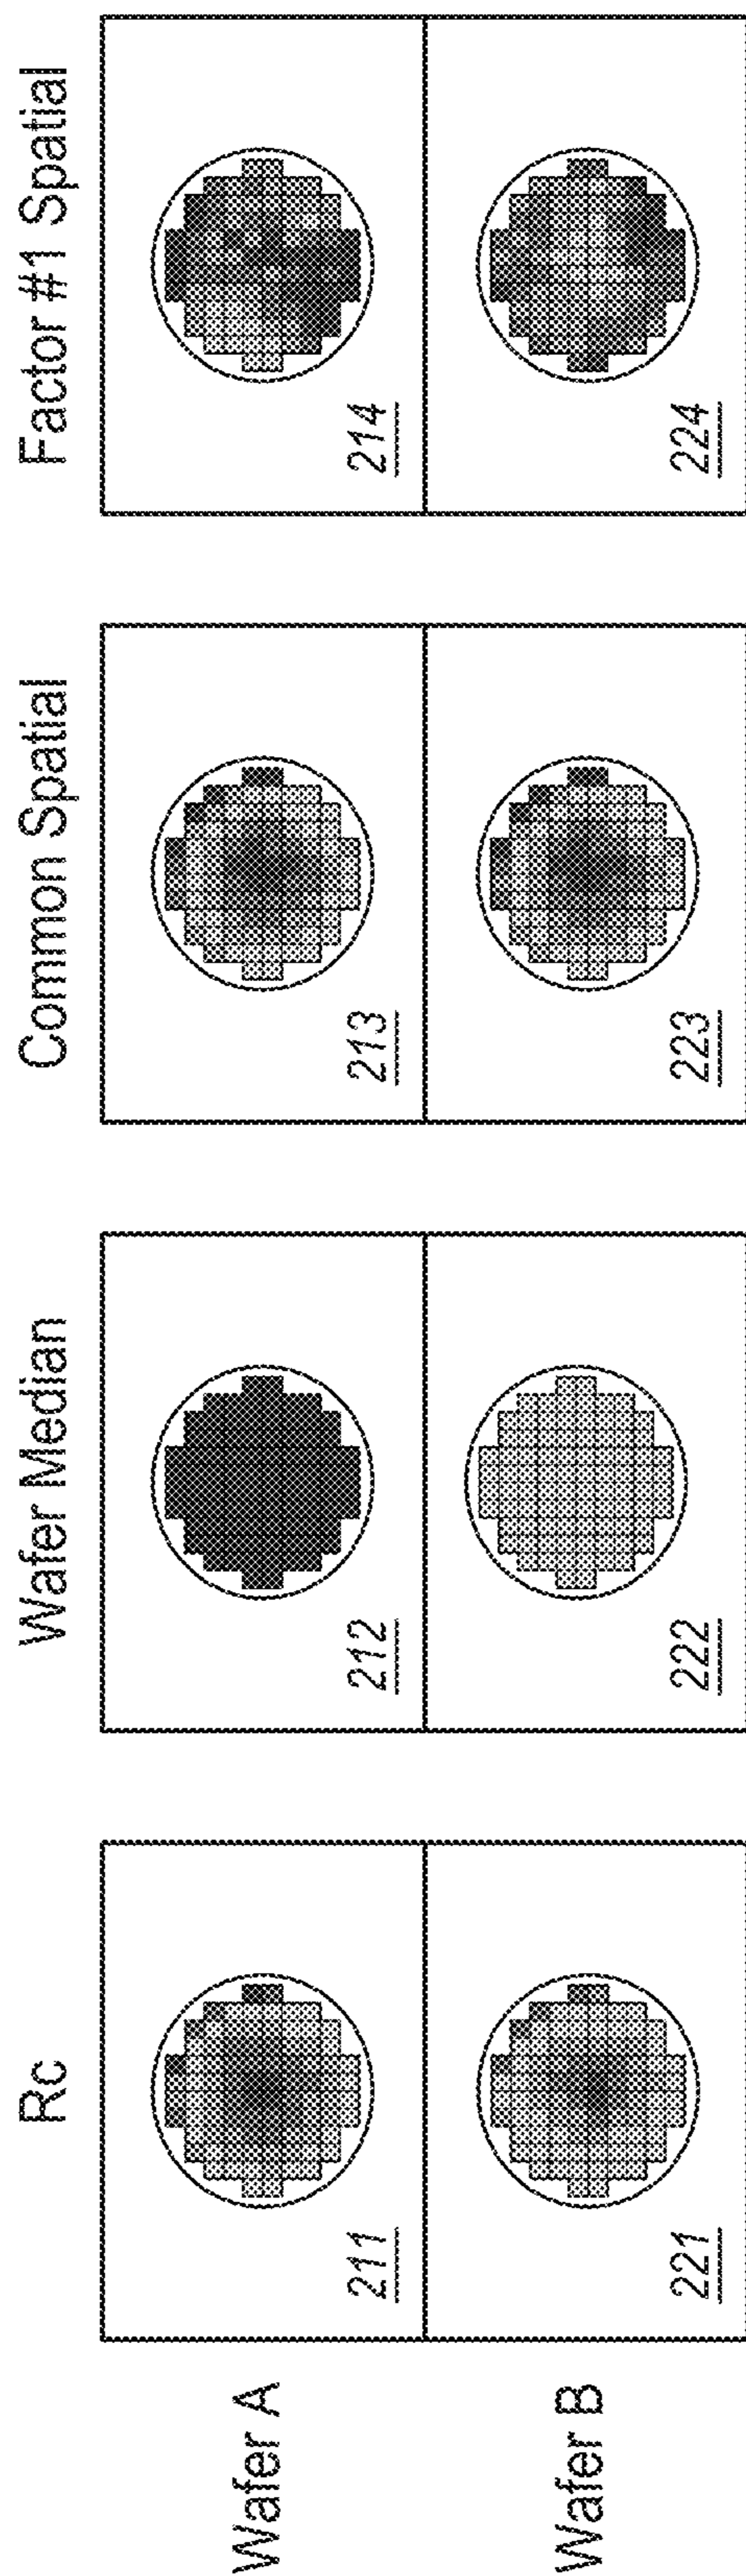 Rc
Wafer Median
Common Spatial
Factor #1 Spatial
Wafer A
211
212
213
214
Wafer B
221
222
223
224